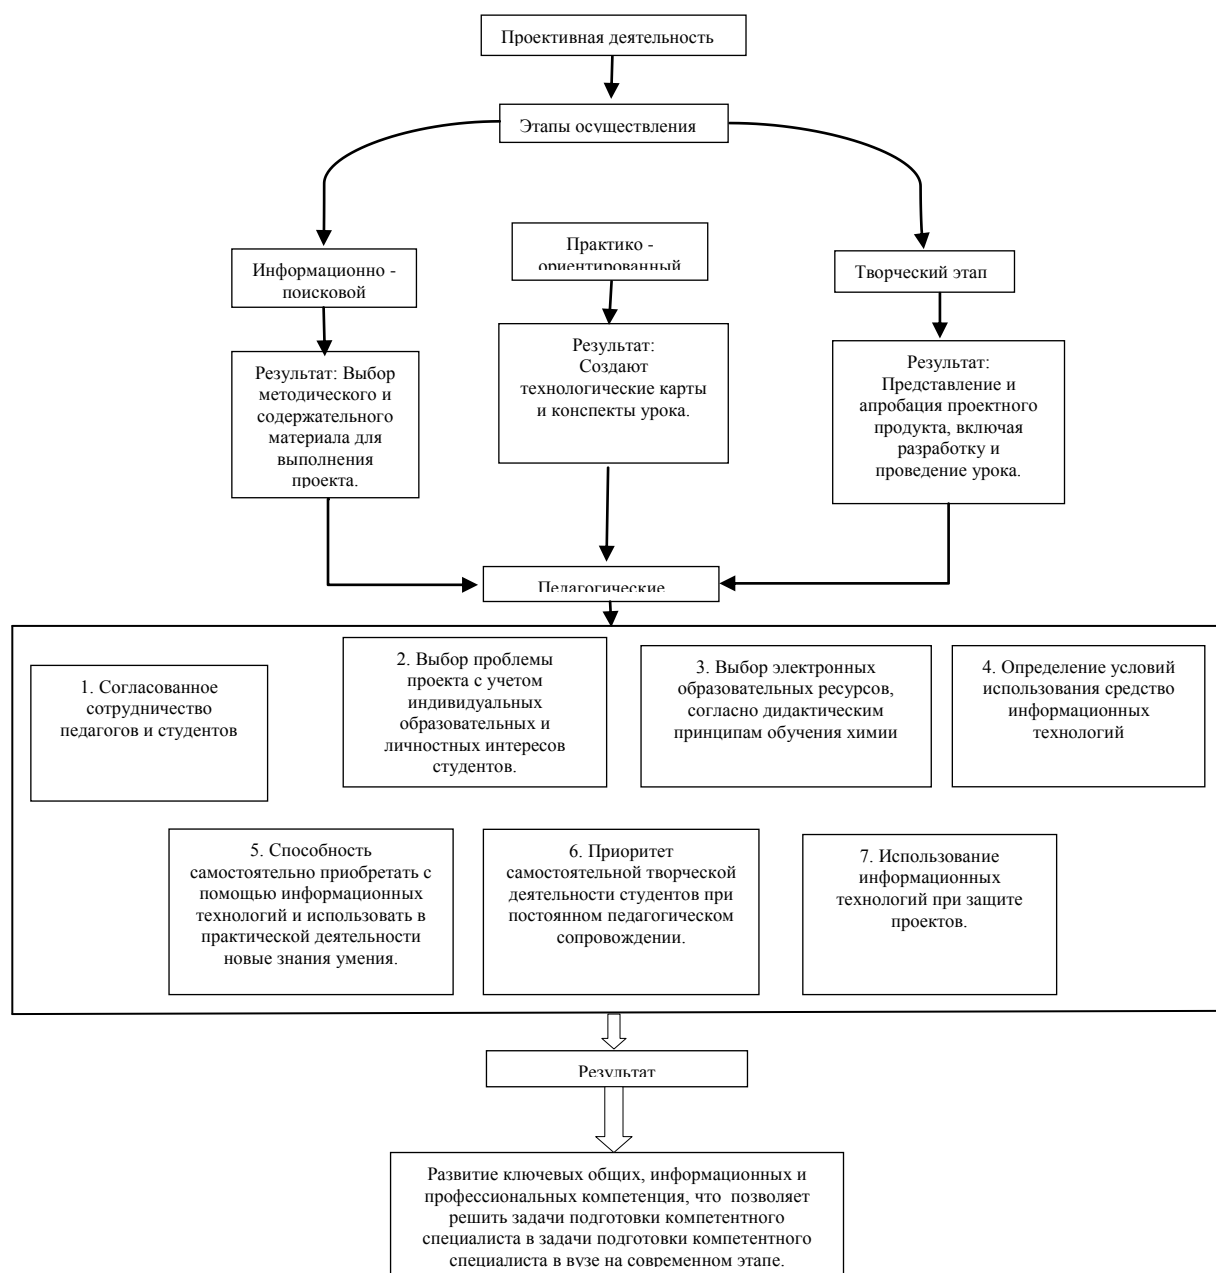 Проективная деятельность
Этапы осуществления
Информационно -
поисковой
Практико -
ориентированный
Творческий этап
Результат: Выбор
методического и
содержательного
материала для
выполнения
проекта.
Результат:
Создают
технологические карты
и конспекты урока.
Результат:
Представление и
апробация проектного
продукта, включая
разработку и
проведение урока.
Педагогические
1. Согласованное
сотрудничество
педагогов и студентов
2. Выбор проблемы
проекта с учетом
индивидуальных
образовательных и
личностных интересов
студентов.
3. Выбор электронных
образовательных ресурсов,
согласно дидактическим
принципам обучения химии
4. Определение условий
использования средство
информационных
технологий
5. Способность
самостоятельно приобретать с
помощью информационных
технологий и использовать в
практической деятельности
новые знания умения.
6. Приоритет
самостоятельной творческой
деятельности студентов при
постоянном педагогическом
сопровождении.
7. Использование
информационных
технологий при защите
проектов.
Результат
Развитие ключевых общих, информационных и
профессиональных компетенция, что позволяет
решить задачи подготовки компетентного
специалиста в задачи подготовки компетентного
специалиста в вузе на современном этапе.